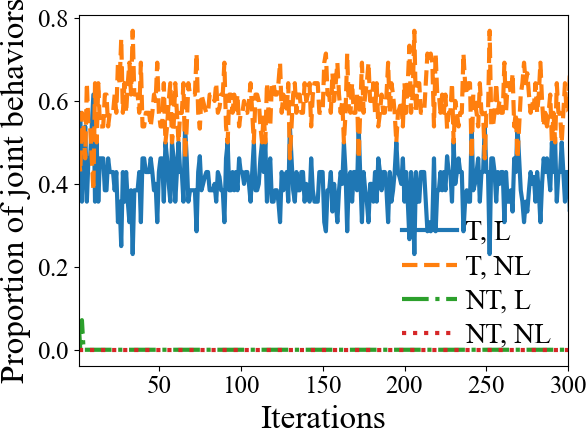 Proportion of joint behaviors
0.8
0.6
0.4
0.2
0.0
T, L
T, NL
NT, L
NT, NL
50
100
150
200
250
300
Iterations